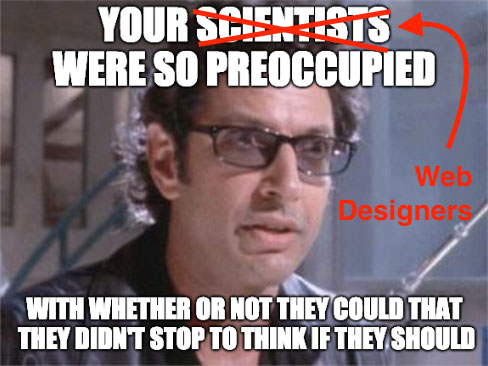 YOUR SCIENTISTS
WERE SO PREOCCUPIED
Web
Designers
WITH WHETHER OR NOT THEY COULD THAT
THEY DIDN'T STOP TO THINK IF THEY SHOULD